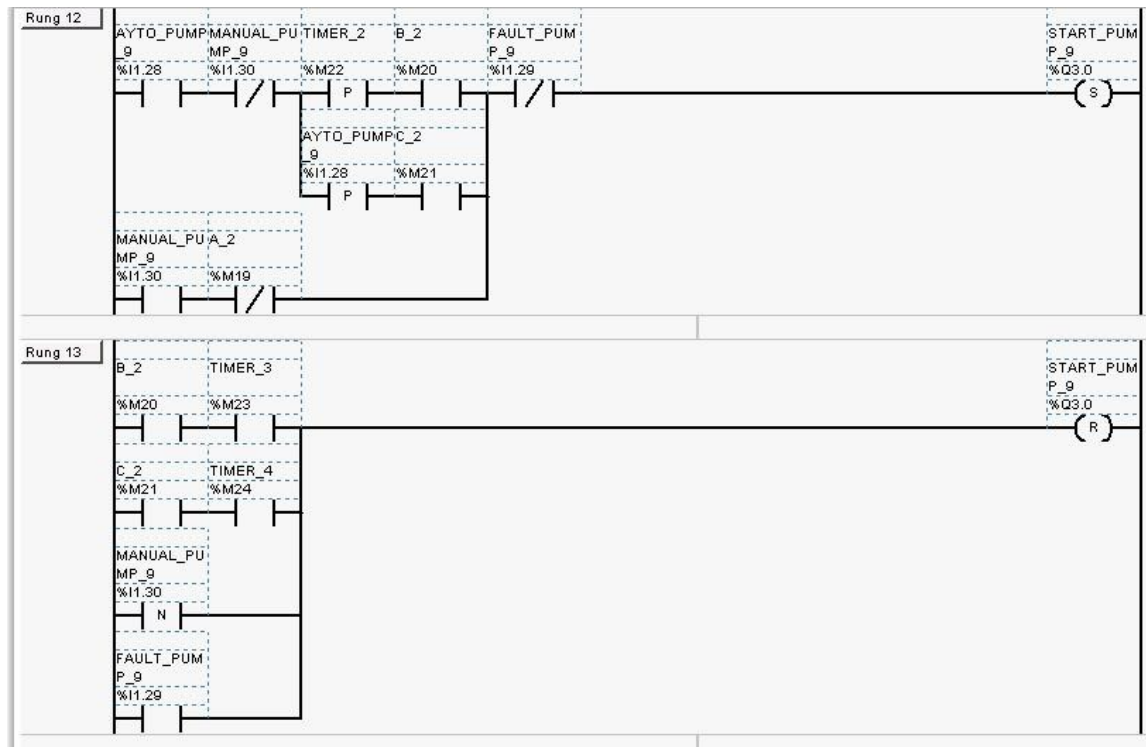 Rung 12
AYTO_PUMP MANUAL_PU TIMER_2 B_2 FAULT_PUM START_PUM
_9 MP_9 P_9 P_9
%I1.28 %I1.30 %M22 %M20 %I1.29 %Q3.0
P S
AYTO_PUMP C_2
_9
%I1.28 %M21
P
MANUAL_PU A_2
MP_9
%I1.30 %M19
Rung 13
B_2 TIMER_3 START_PUM
P_9
%M20 %M23 %Q3.0
R
C_2 TIMER_4
%M21 %M24
MANUAL_PU
MP_9
%I1.30
N
FAULT_PUM
P_9
%I1.29